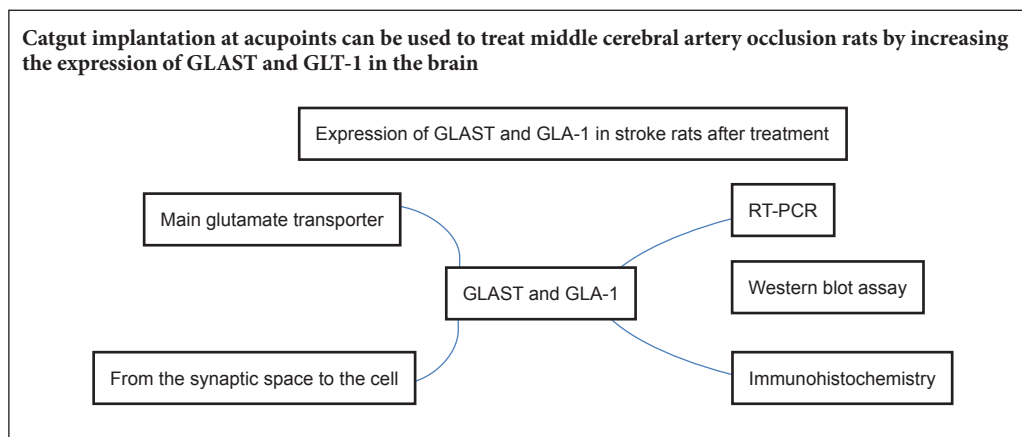 Catgut implantation at acupoints can be used to treat middle cerebral artery occlusion rats by increasing
the expression of GLAST and GLT-1 in the brain
Expression of GLAST and GLA-1 in stroke rats after treatment
Main glutamate transporter
RT-PCR
GLAST and GLA-1
Western blot assay
From the synaptic space to the cell
Immunohistochemistry